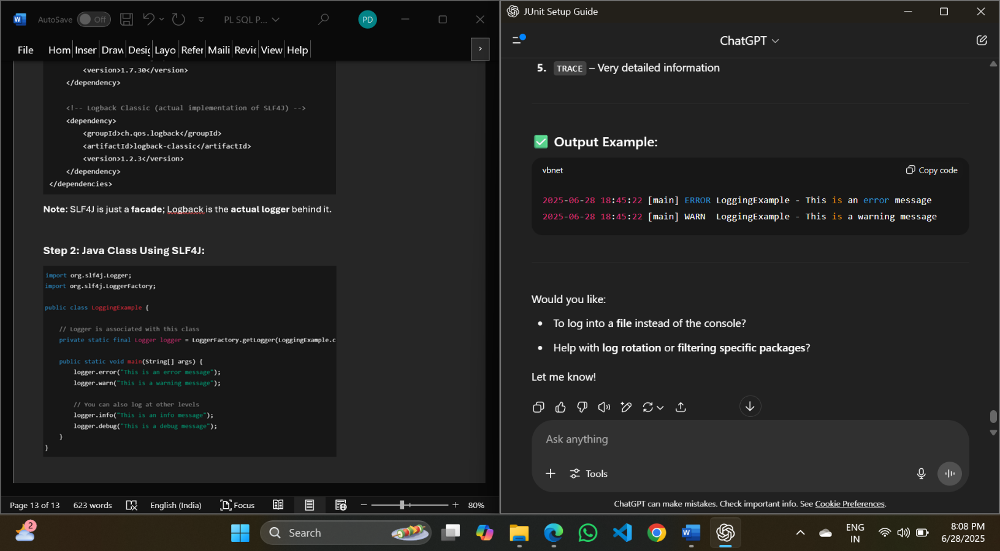 AutoSave Off PL SQL P... PD
File Hom Inser Draw Desig Layo Refer Maili Revie View Help
<version>1.7.30</version>
</dependency>
<!-- Logback Classic (actual implementation of SLF4J) -->
<dependency>
<groupId>ch.qos.logback</groupId>
<artifactId>logback-classic</artifactId>
<version>1.2.3</version>
</dependency>
</dependencies>
Note: SLF4J is just a facade; Logback is the actual logger behind it.
Step 2: Java Class Using SLF4J:
import org.slf4j.Logger;
import org.slf4j.LoggerFactory;
public class LoggingExample {
// Logger is associated with this class
private static final Logger logger = LoggerFactory.getLogger(LoggingExample.c
public static void main(String[] args) {
logger.error("This is an error message");
logger.warn("This is a warning message");
// You can also log at other levels
logger.info("This is an info message");
logger.debug("This is a debug message");
}
}
Page 13 of 13 623 words English (India) Focus 80%
JUnit Setup Guide
ChatGPT
5. TRACE – Very detailed information
✅ Output Example:
vbnet Copy code
2025-06-28 18:45:22 [main] ERROR LoggingExample - This is an error message
2025-06-28 18:45:22 [main] WARN  LoggingExample - This is a warning message
Would you like:
• To log into a file instead of the console?
• Help with log rotation or filtering specific packages?
Let me know!
Ask anything
Tools
ChatGPT can make mistakes. Check important info. See Cookie Preferences.
2 Search ENG 8:08 PM
IN 6/28/2025